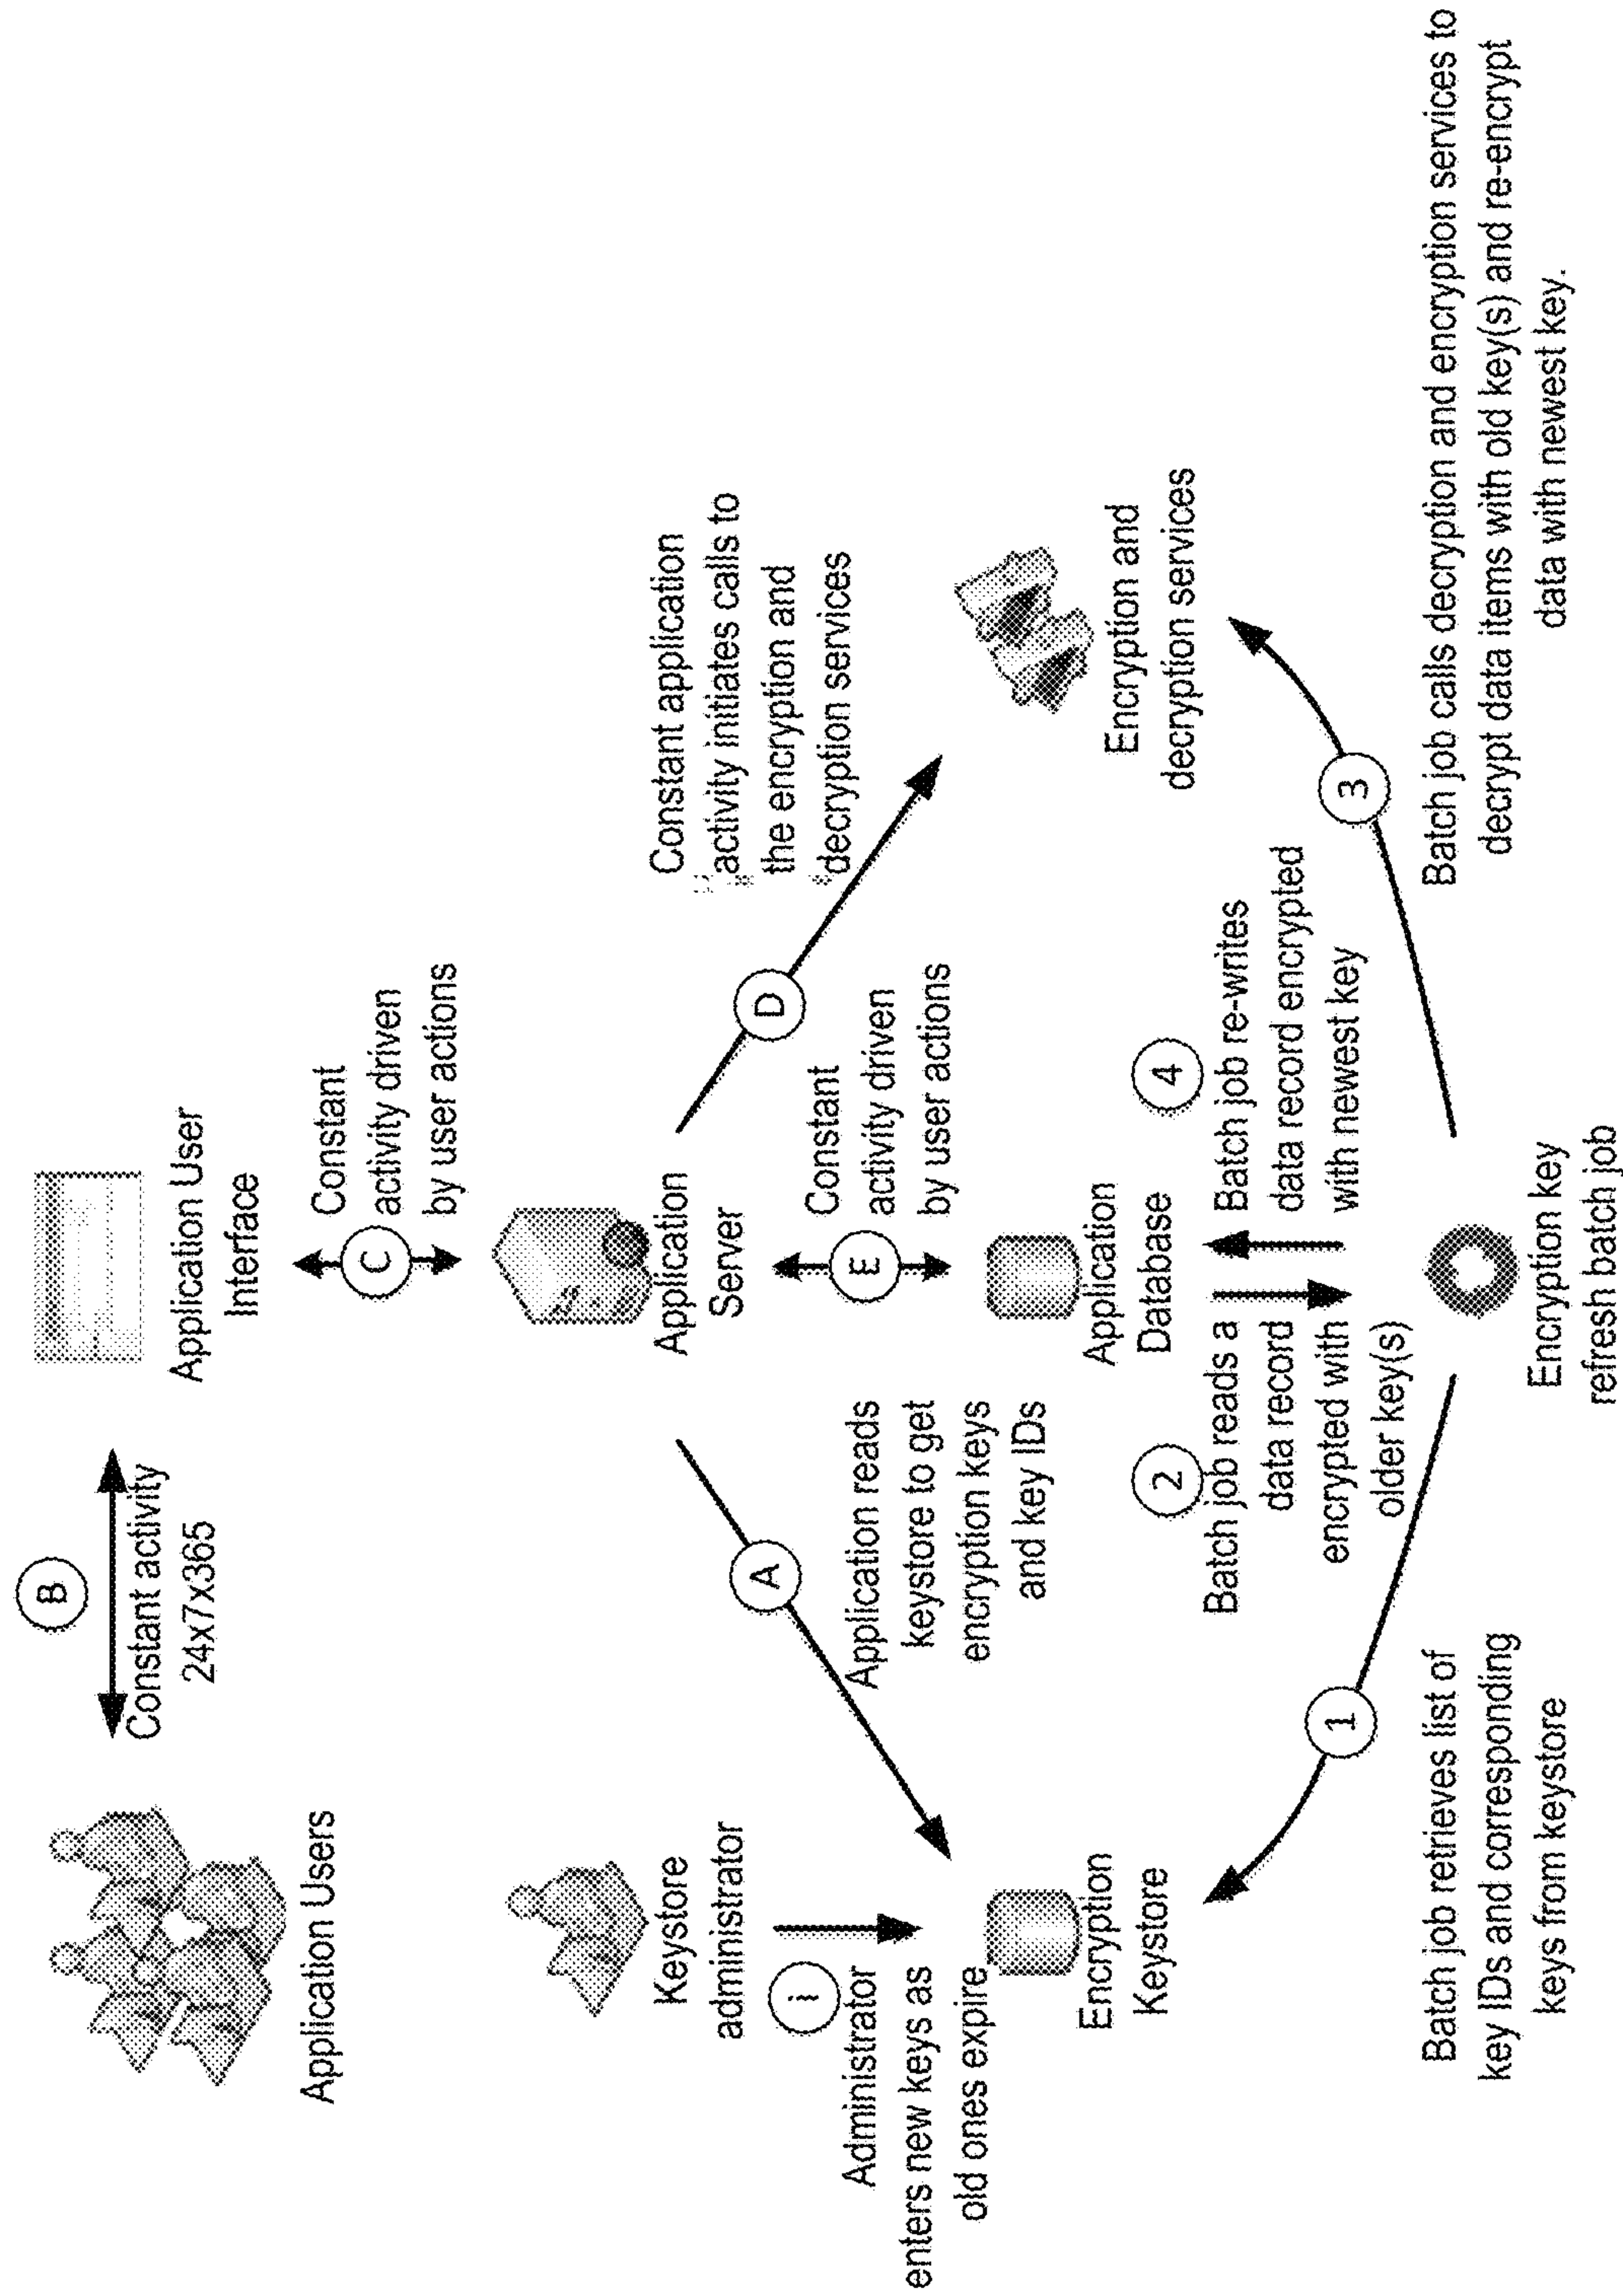 B
Constant activity
24x7x365
Application Users
Application User
Interface
C
Constant
activity driven
by user actions
Keystore
administrator
i
Administrator
enters new keys as
old ones expire
Encryption
Keystore
A
Application reads
keystore to get
encryption keys
and key IDs
Application
Server
D
Constant application
activity initiates calls to
the encryption and
decryption services
E
Constant
activity driven
by user actions
Application
Database
Encryption and
decryption services
2
Batch job reads a
data record
encrypted with
older key(s)
4
Batch job re-writes
data record encrypted
with newest key
1
Batch job retrieves list of
key IDs and corresponding
keys from keystore
Encryption key
refresh batch job
3
Batch job calls decryption and encryption services to
decrypt data items with old key(s) and re-encrypt
data with newest key.